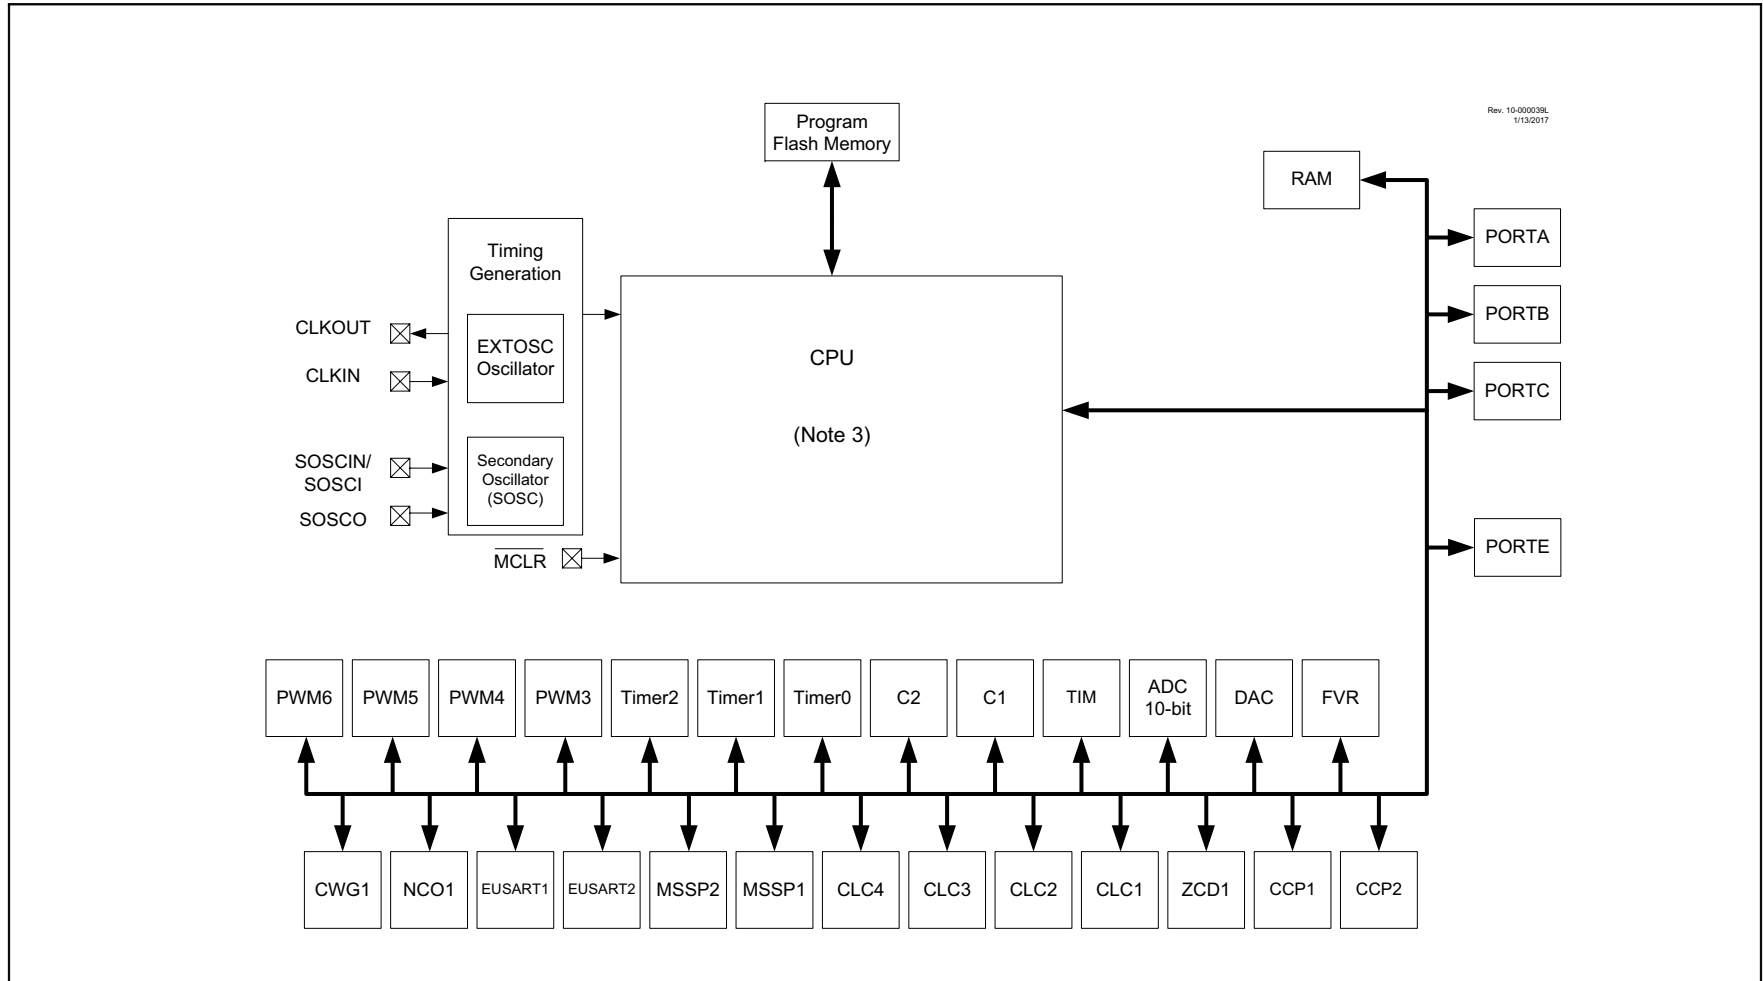 Rev. 10-000039L
1/13/2017
Program
Flash Memory
RAM
PORTA
PORTB
PORTC
PORTE
Timing
Generation
EXTOSC
Oscillator
Secondary
Oscillator
(SOSC)
CLKOUT
CLKIN
SOSCIN/
SOSCI
SOSCO
MCLR
CPU
(Note 3)
PWM6
PWM5
PWM4
PWM3
Timer2
Timer1
Timer0
C2
C1
TIM
ADC
10-bit
DAC
FVR
CWG1
NCO1
EUSART1
EUSART2
MSSP2
MSSP1
CLC4
CLC3
CLC2
CLC1
ZCD1
CCP1
CCP2